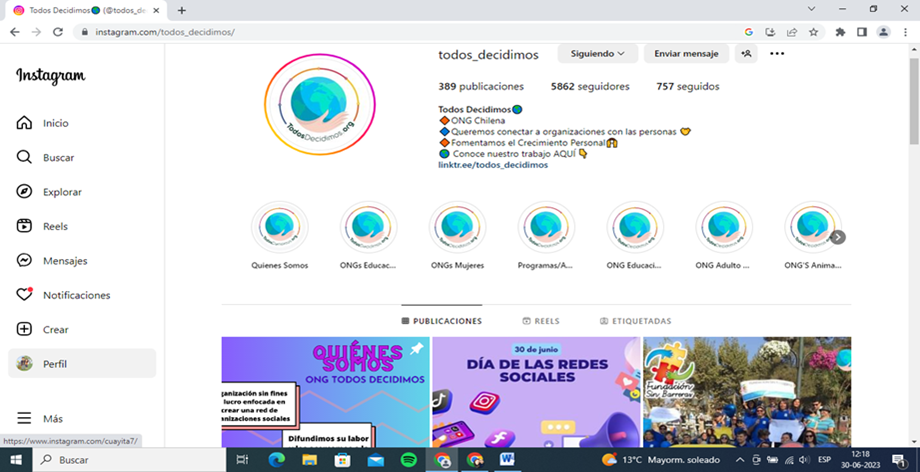 Todos Decidimos (@todos_de
instagram.com/todos_decidimos/
Instagram
Inicio
Buscar
Explorar
Reels
Mensajes
Notificaciones
Crear
Perfil
Más
https://www.instagram.com/cuayita7/
todos_decidimos
Siguiendo
Enviar mensaje
389 publicaciones 5862 seguidores 757 seguidos
Todos Decidimos🌎
🔶ONG Chilena
🔷Queremos conectar a organizaciones con las personas 💛
🔶Fomentamos el Crecimiento Personal🙌
🌎 Conoce nuestro trabajo AQUÍ 👇
linktr.ee/todos_decidimos
TodosDecidimos.org
Quienes Somos
ONGs Educac...
ONGs Mujeres
Programas/A...
ONG Educaci...
ONG Adulto ...
ONG'S Anima...
PUBLICACIONES REELS ETIQUETADAS
QUIÉNES
SOMOS
ONG TODOS DECIDIMOS
ganización sin fines
lucro enfocada en
crear una red de
anizaciones sociales
Difundimos su labor
30 de junio
DÍA DE LAS REDES
SOCIALES
Fundación
Sin Barreras
Buscar
13°C Mayorm. soleado
ESP
12:18
30-06-2023